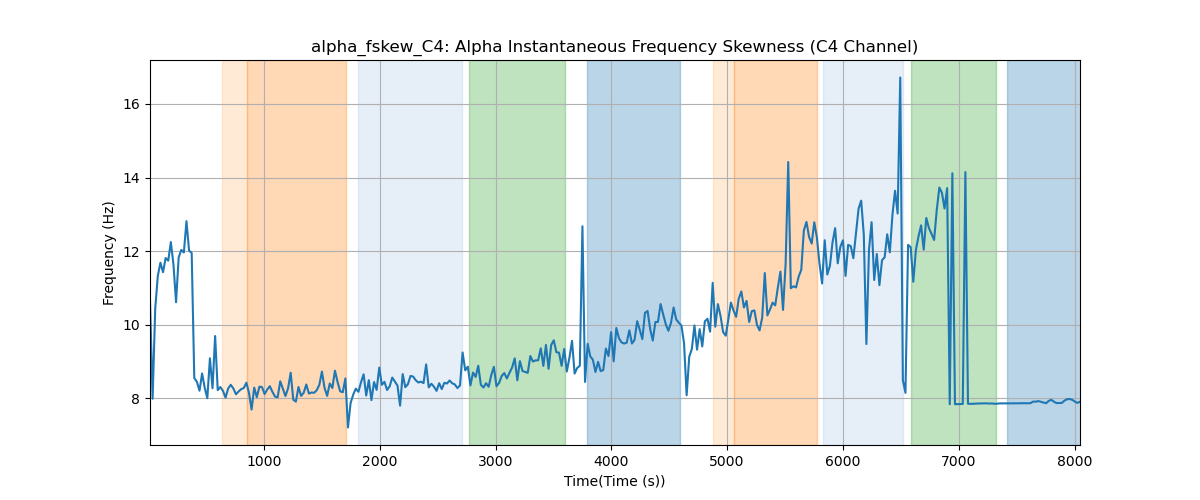 alpha_fskew_C4: Alpha Instantaneous Frequency Skewness (C4 Channel)
Frequency (Hz)
16
14
12
10
8
1000 2000 3000 4000 5000 6000 7000 8000
Time(Time (s))